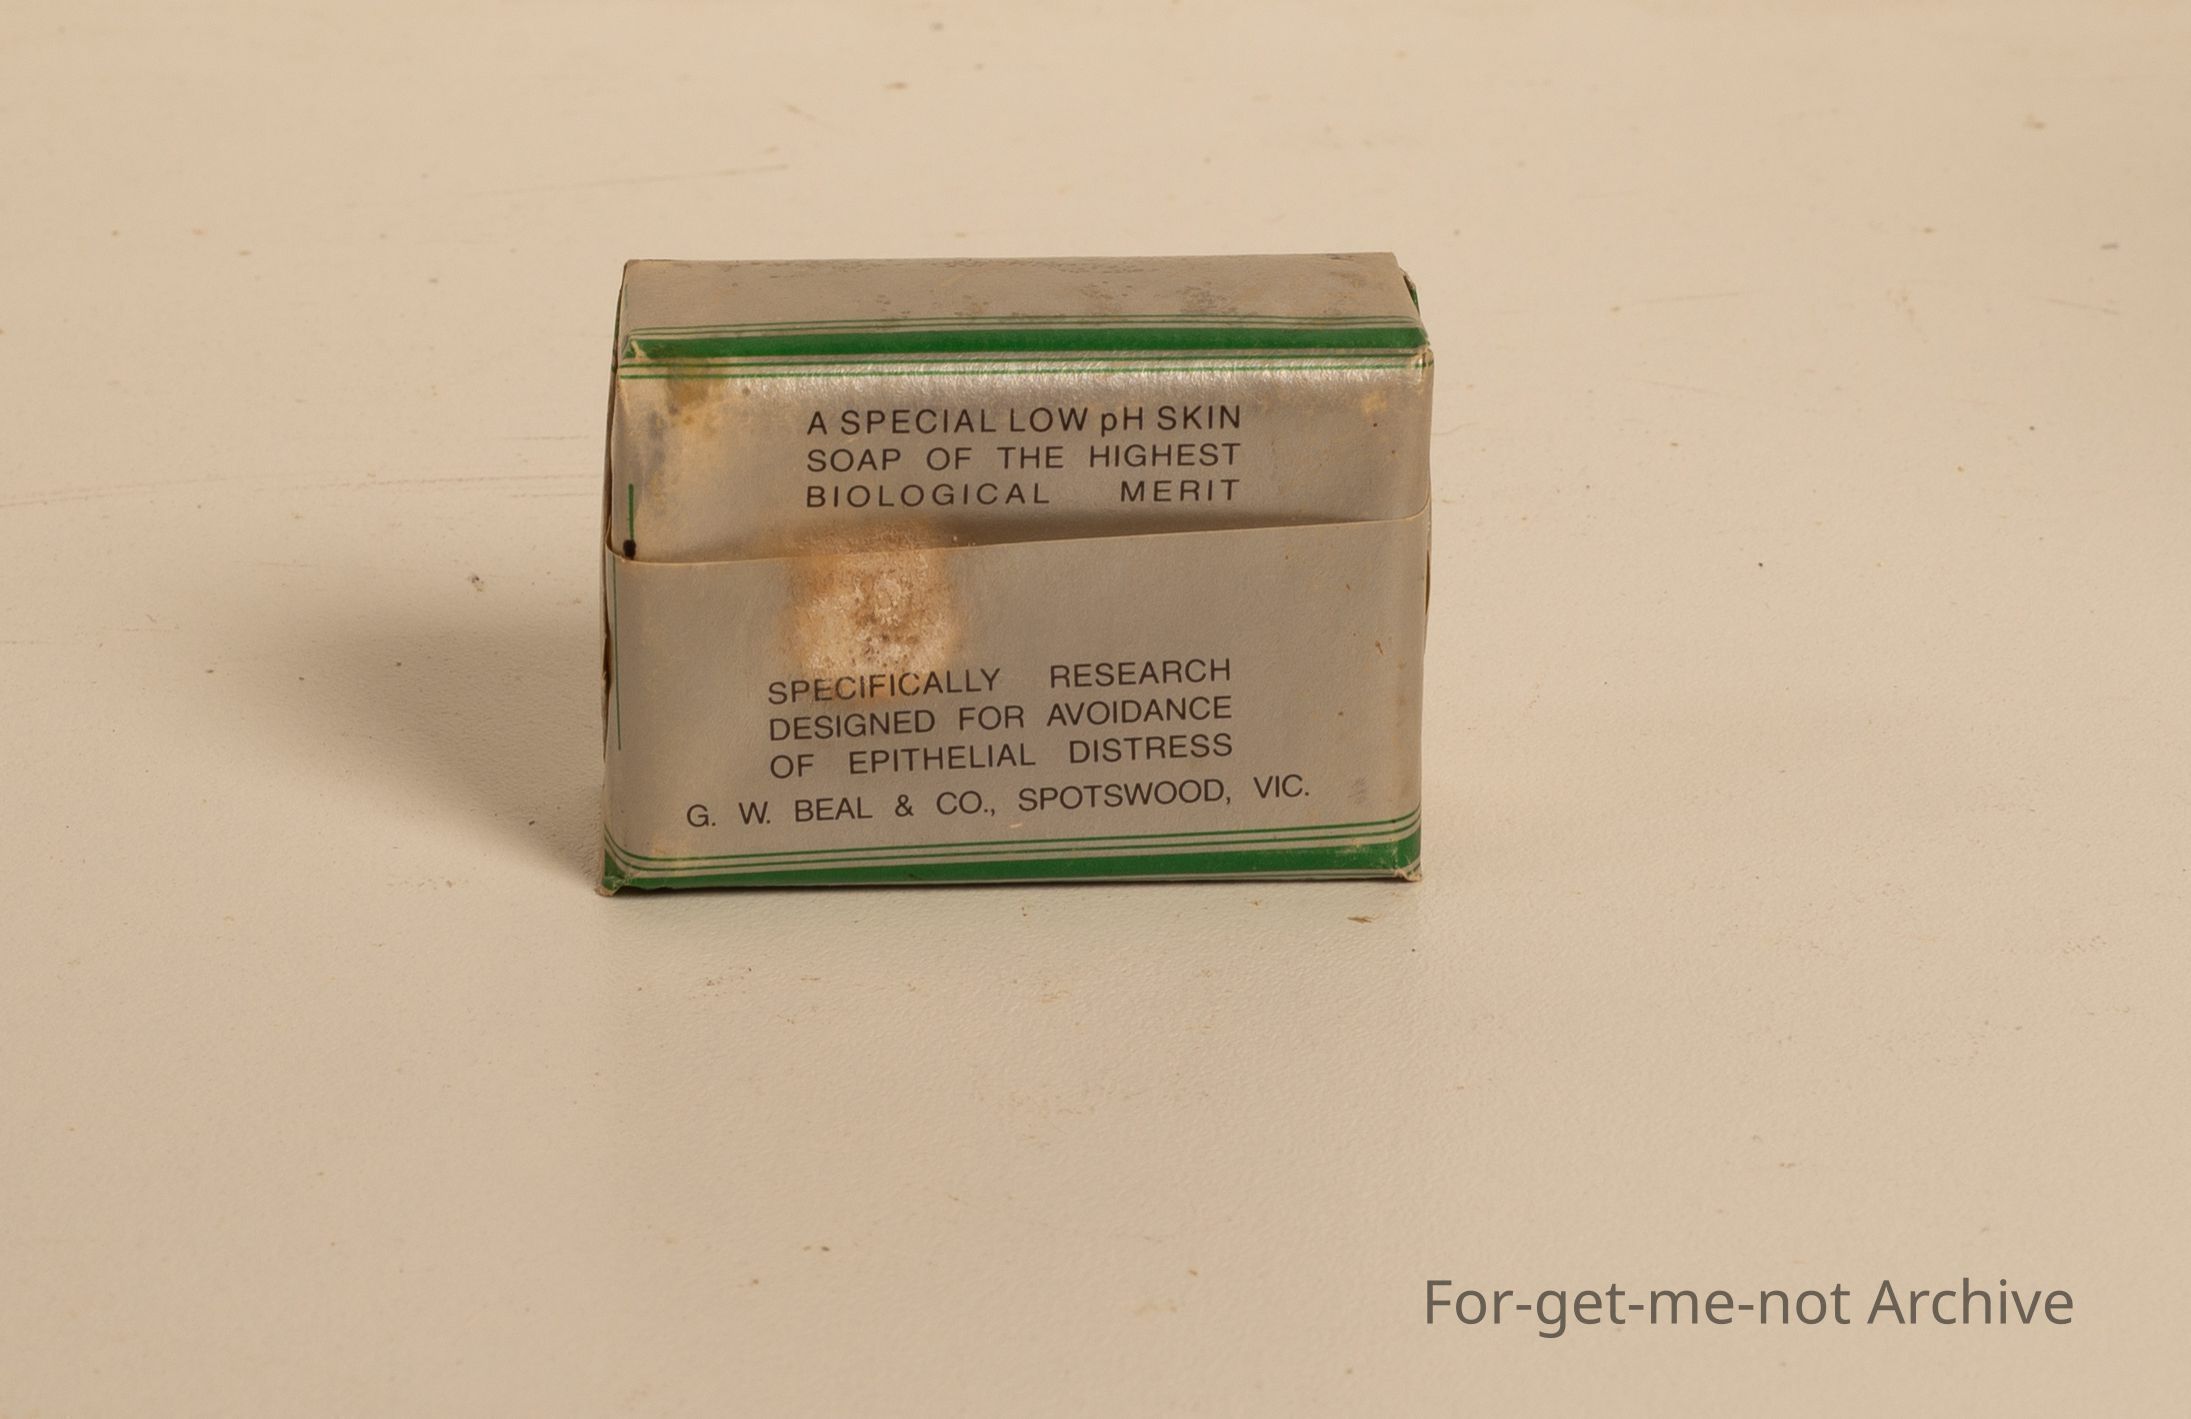 A SPECIAL LOW pH SKIN
SOAP OF THE HIGHEST
BIOLOGICAL MERIT
SPECIFICALLY RESEARCH
DESIGNED FOR AVOIDANCE
OF EPITHELIAL DISTRESS
G. W. BEAL & CO., SPOTSWOOD, VIC.
For-get-me-not Archive